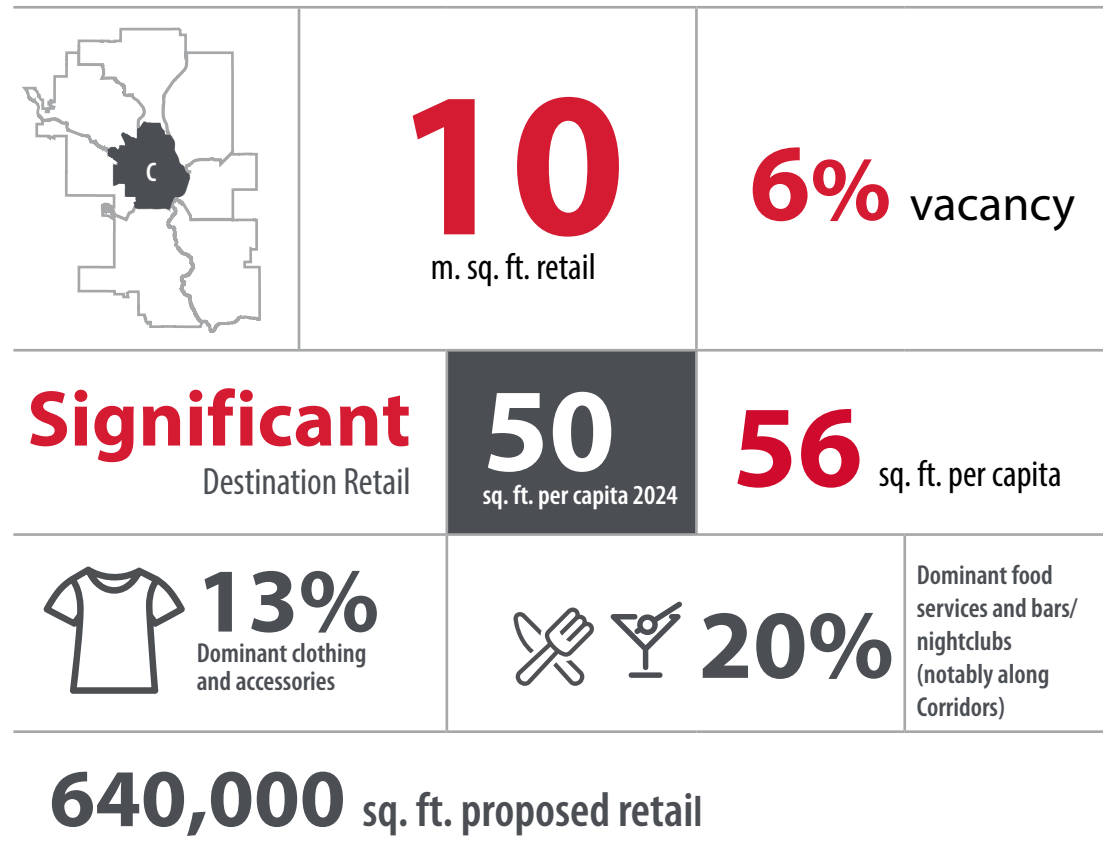 C
10
m. sq. ft. retail
6% vacancy
Significant
Destination Retail
50
sq. ft. per capita 2024
56 sq. ft. per capita
13%
Dominant clothing
and accessories
20%
Dominant food
services and bars/
nightclubs
(notably along
Corridors)
640,000 sq. ft. proposed retail